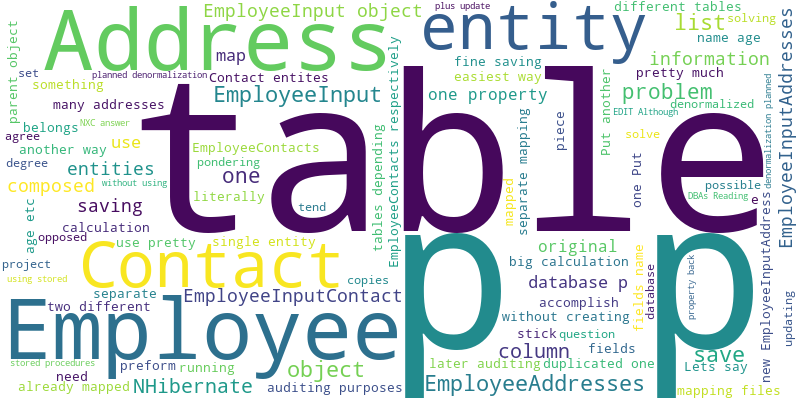 EmployeeInput object
plus update
different tables
solving
Address
entity
list
name age
parent object
map
set
planned denormalization
Contact entites
fine saving
information
something
easiest way
pretty much
many addresses
EmployeeInput
one property
problem
denormalized
NXC answer
belongs
use
table
EDIT Although
agree
another way
EmployeeContacts
piece
Put another
solve
degree
entities
pondering
one
literally
separate mapping
mapped
one Put
possible
DBAs Reading
e
composed
without using
saving
tend
age etc
calculation
opposed
use pretty
single entity
tables depending
EmployeeContacts respectively
original
fields name
database
denormalization planned
EmployeeInputAddresses
new EmployeeInputAddress
project
Contact
big calculation
using stored
separate
copies
database p
property back
two different
EmployeeInputContact
accomplish
without creating
updating
Employee
p
p
stick
question
column
fields
save
stored procedures
preform
running
object
later auditing
duplicated one
Lets say
need
already mapped
NHibernate
auditing purposes
EmployeeAddresses
mapping files